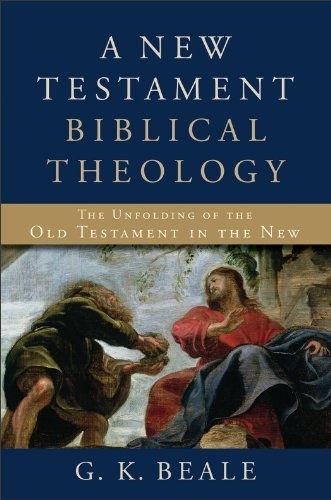 A NEW
TESTAMENT
BIBLICAL
THEOLOGY
The Unfolding of the
Old Testament in the New
G. K. BEALE